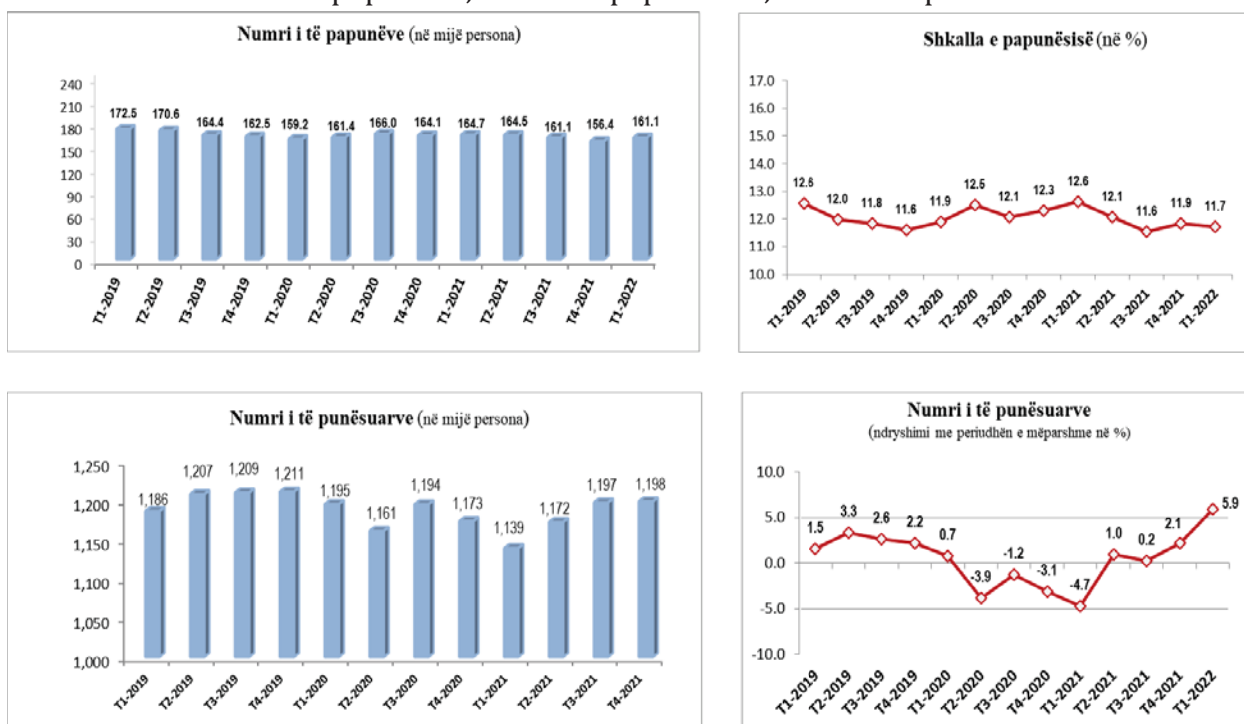 Numri i të papunëve (në mijë persona)
240
210
180
150
120
90
60
30
0
172.5 170.6 164.4 162.5 159.2 161.4 166.0 164.1 164.7 164.5 161.1 156.4 161.1
T1-2019 T2-2019 T3-2019 T4-2019 T1-2020 T2-2020 T3-2020 T4-2020 T1-2021 T2-2021 T3-2021 T4-2021 T1-2022
Shkalla e papunësisë (në %)
17.0
16.0
15.0
14.0
13.0
12.0
11.0
10.0
12.6 12.0 11.8 11.6 11.9 12.5 12.1 12.3 12.6 12.1 11.6 11.9 11.7
T1-2019 T2-2019 T3-2019 T4-2019 T1-2020 T2-2020 T3-2020 T4-2020 T1-2021 T2-2021 T3-2021 T4-2021 T1-2022
Numri i të punësuarve (në mijë persona)
1,250
1,200
1,150
1,100
1,050
1,000
1,186 1,207 1,209 1,211 1,195 1,161 1,194 1,173 1,139 1,172 1,197 1,198
T1-2019 T2-2019 T3-2019 T4-2019 T1-2020 T2-2020 T3-2020 T4-2020 T1-2021 T2-2021 T3-2021 T4-2021
Numri i të punësuarve
(ndryshimi me periudhën e mëparshme në %)
10.0
5.0
0.0
-5.0
-10.0
1.5 3.3 2.6 2.2 0.7 -3.9 -1.2 -3.1 -4.7 1.0 0.2 2.1 5.9
T1-2019 T2-2019 T3-2019 T4-2019 T1-2020 T2-2020 T3-2020 T4-2020 T1-2021 T2-2021 T3-2021 T4-2021 T1-2022